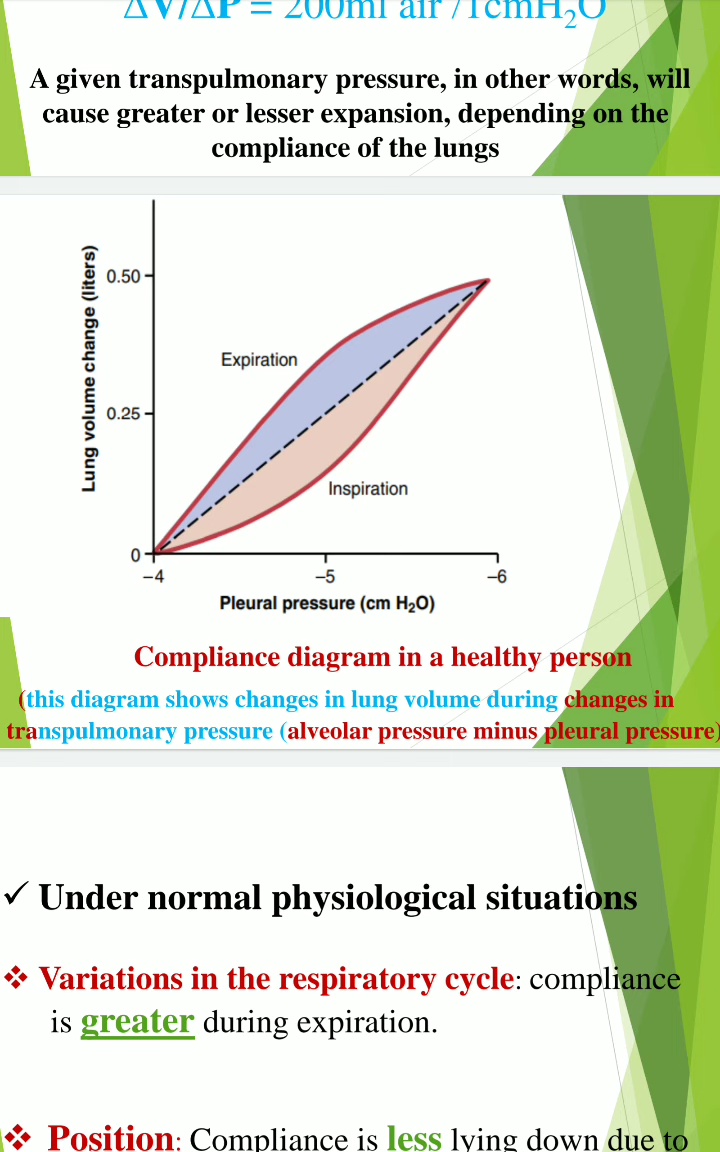 ΔV/ΔP = 200ml air /1cmH₂O
A given transpulmonary pressure, in other words, will
cause greater or lesser expansion, depending on the
compliance of the lungs
Lung volume change (liters)
0.50
0.25
0
Expiration
Inspiration
–4
–5
–6
Pleural pressure (cm H₂O)
Compliance diagram in a healthy person
(this diagram shows changes in lung volume during changes in
transpulmonary pressure (alveolar pressure minus pleural pressure)
✓ Under normal physiological situations
❖ Variations in the respiratory cycle: compliance
is greater during expiration.
❖ Position: Compliance is less lying down due to